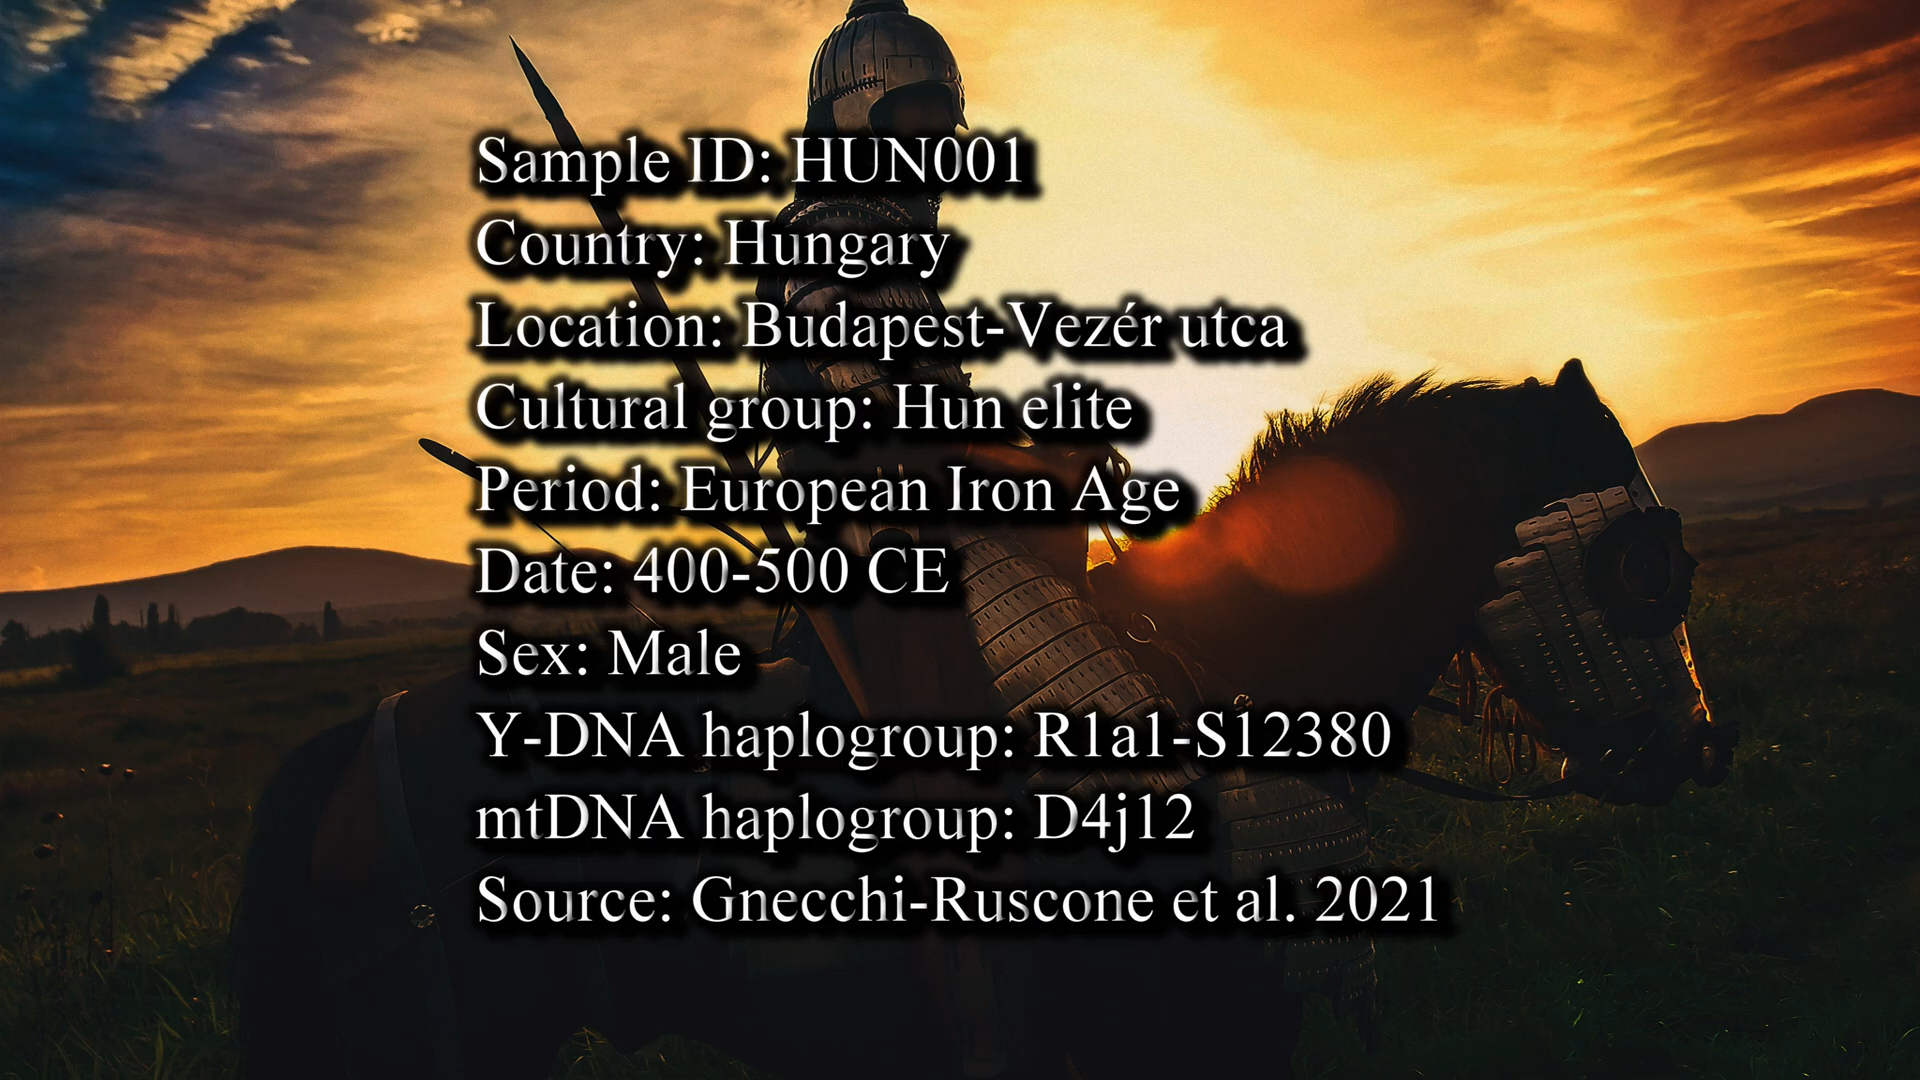 Sample ID: HUN001
Country: Hungary
Location: Budapest-Vezér utca
Cultural group: Hun elite
Period: European Iron Age
Date: 400-500 CE
Sex: Male
Y-DNA haplogroup: R1a1-S12380
mtDNA haplogroup: D4j12
Source: Gnecchi-Ruscone et al. 2021